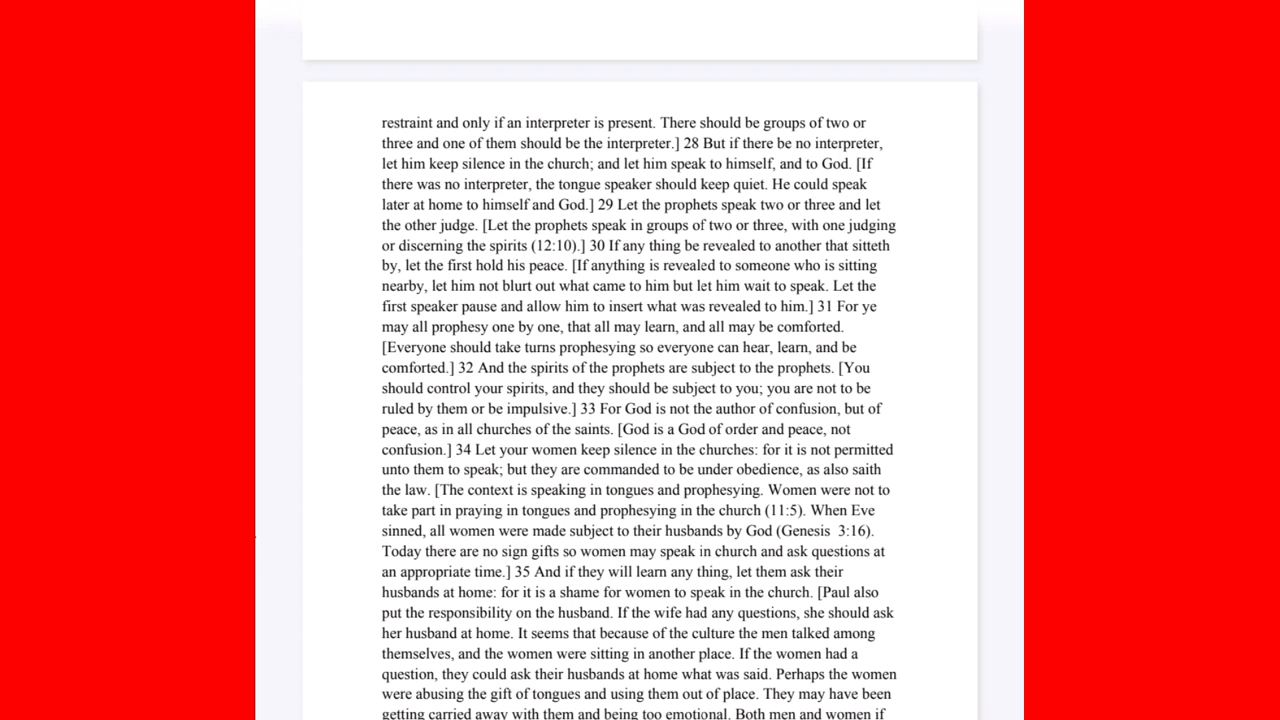 restraint and only if an interpreter is present. There should be groups of two or
three and one of them should be the interpreter.] 28 But if there be no interpreter,
let him keep silence in the church; and let him speak to himself, and to God. [If
there was no interpreter, the tongue speaker should keep quiet. He could speak
later at home to himself and God.] 29 Let the prophets speak two or three and let
the other judge. [Let the prophets speak in groups of two or three, with one judging
or discerning the spirits (12:10).] 30 If any thing be revealed to another that sitteth
by, let the first hold his peace. [If anything is revealed to someone who is sitting
nearby, let him not blurt out what came to him but let him wait to speak. Let the
first speaker pause and allow him to insert what was revealed to him.] 31 For ye
may all prophesy one by one, that all may learn, and all may be comforted.
[Everyone should take turns prophesying so everyone can hear, learn, and be
comforted.] 32 And the spirits of the prophets are subject to the prophets. [You
should control your spirits, and they should be subject to you; you are not to be
ruled by them or be impulsive.] 33 For God is not the author of confusion, but of
peace, as in all churches of the saints. [God is a God of order and peace, not
confusion.] 34 Let your women keep silence in the churches: for it is not permitted
unto them to speak; but they are commanded to be under obedience, as also saith
the law. [The context is speaking in tongues and prophesying. Women were not to
take part in praying in tongues and prophesying in the church (11:5). When Eve
sinned, all women were made subject to their husbands by God (Genesis  3:16).
Today there are no sign gifts so women may speak in church and ask questions at
an appropriate time.] 35 And if they will learn any thing, let them ask their
husbands at home: for it is a shame for women to speak in the church. [Paul also
put the responsibility on the husband. If the wife had any questions, she should ask
her husband at home. It seems that because of the culture the men talked among
themselves, and the women were sitting in another place. If the women had a
question, they could ask their husbands at home what was said. Perhaps the women
were abusing the gift of tongues and using them out of place. They may have been
getting carried away with them and being too emotional. Both men and women if